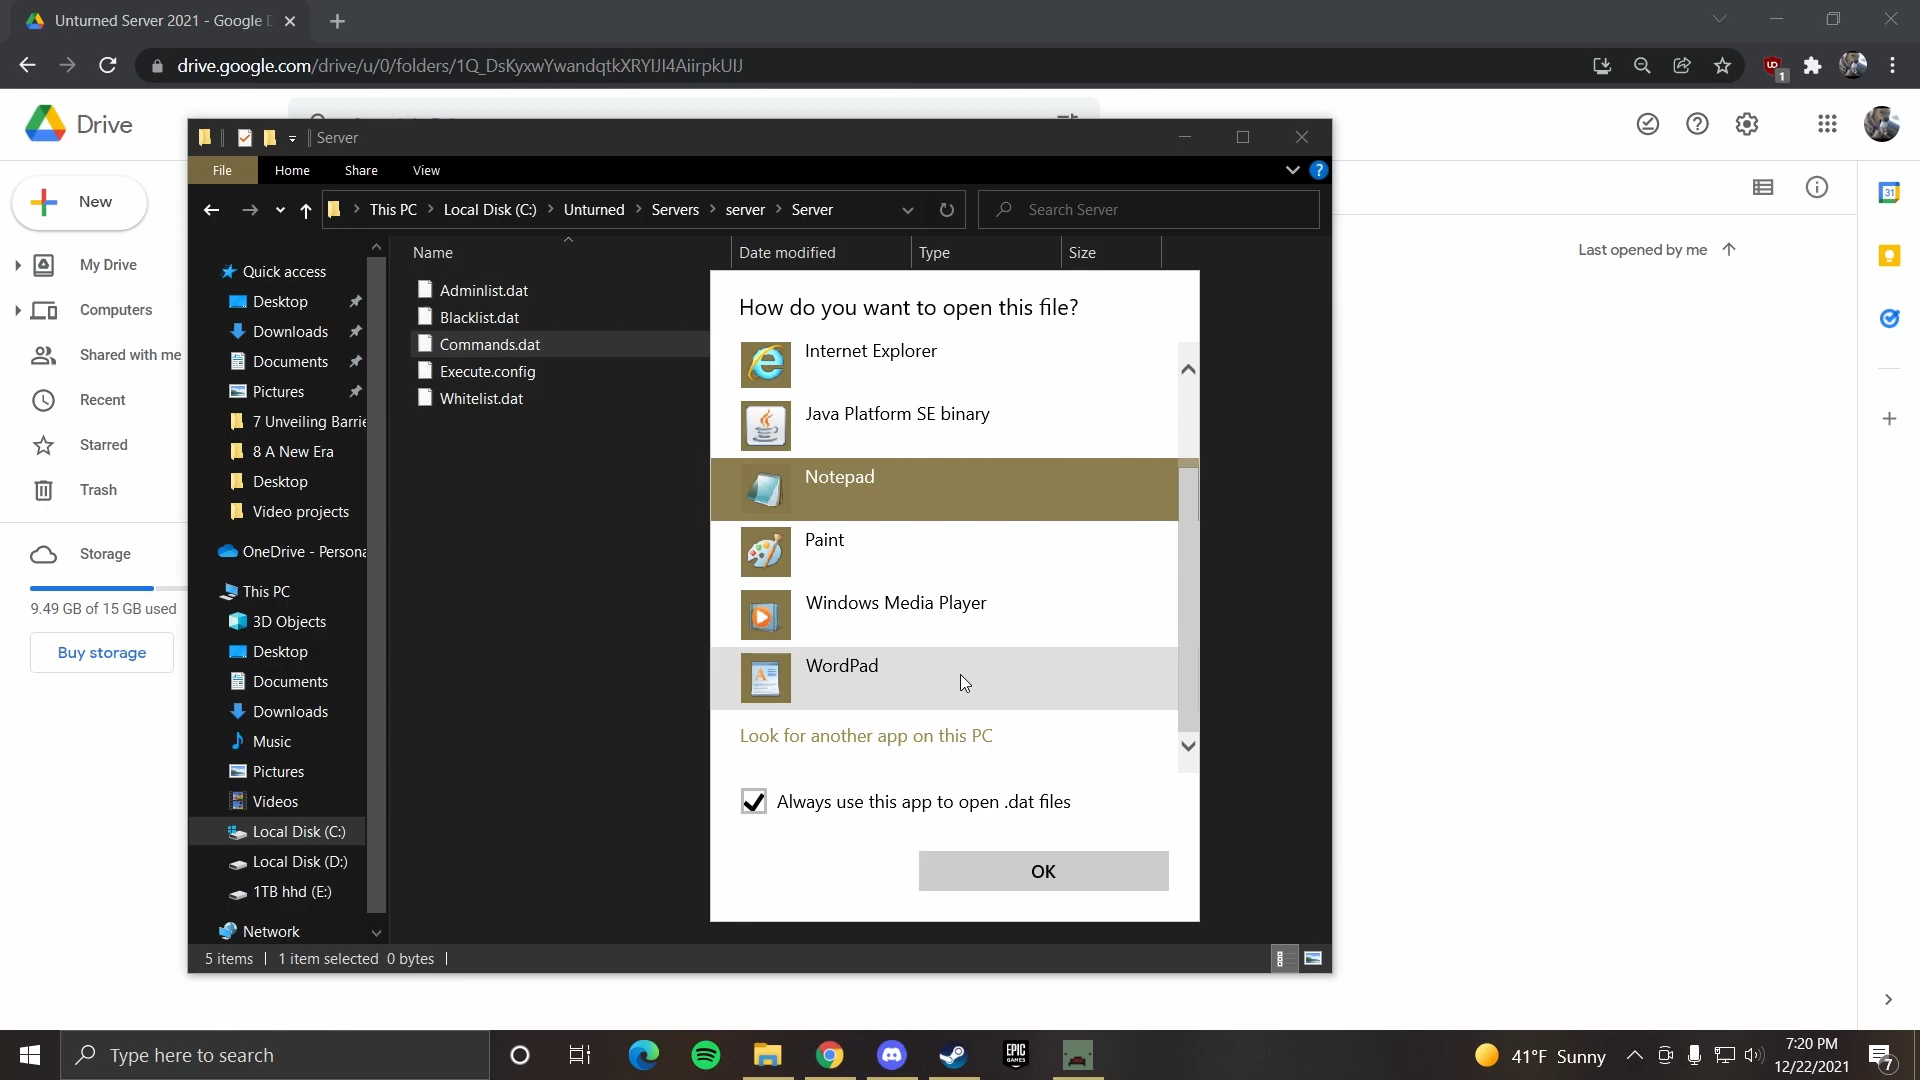 Unturned Server 2021 - Google D
drive.google.com/drive/u/0/folders/1Q_DsKyxwYwandqtkXRYIJI4AiirpkUIJ
1
Drive
New
My Drive
Computers
Shared with me
Recent
Starred
Trash
Storage
9.49 GB of 15 GB used
Buy storage
Server
File Home Share View
?
This PC > Local Disk (C:) > Unturned > Servers > server > Server
Search Server
Quick access
Desktop
Downloads
Documents
Pictures
7 Unveiling Barrie
8 A New Era
Desktop
Video projects
OneDrive - Persona
This PC
3D Objects
Desktop
Documents
Downloads
Music
Pictures
Videos
Local Disk (C:)
Local Disk (D:)
1TB hhd (E:)
Network
Name Date modified Type Size
Adminlist.dat
Blacklist.dat
Commands.dat
Execute.config
Whitelist.dat
How do you want to open this file?
Internet Explorer
Java Platform SE binary
Notepad
Paint
Windows Media Player
WordPad
Look for another app on this PC
Always use this app to open .dat files
OK
5 items 1 item selected 0 bytes
Last opened by me
31
Type here to search
EPIC
GAMES
41°F Sunny
7:20 PM
12/22/2021
7